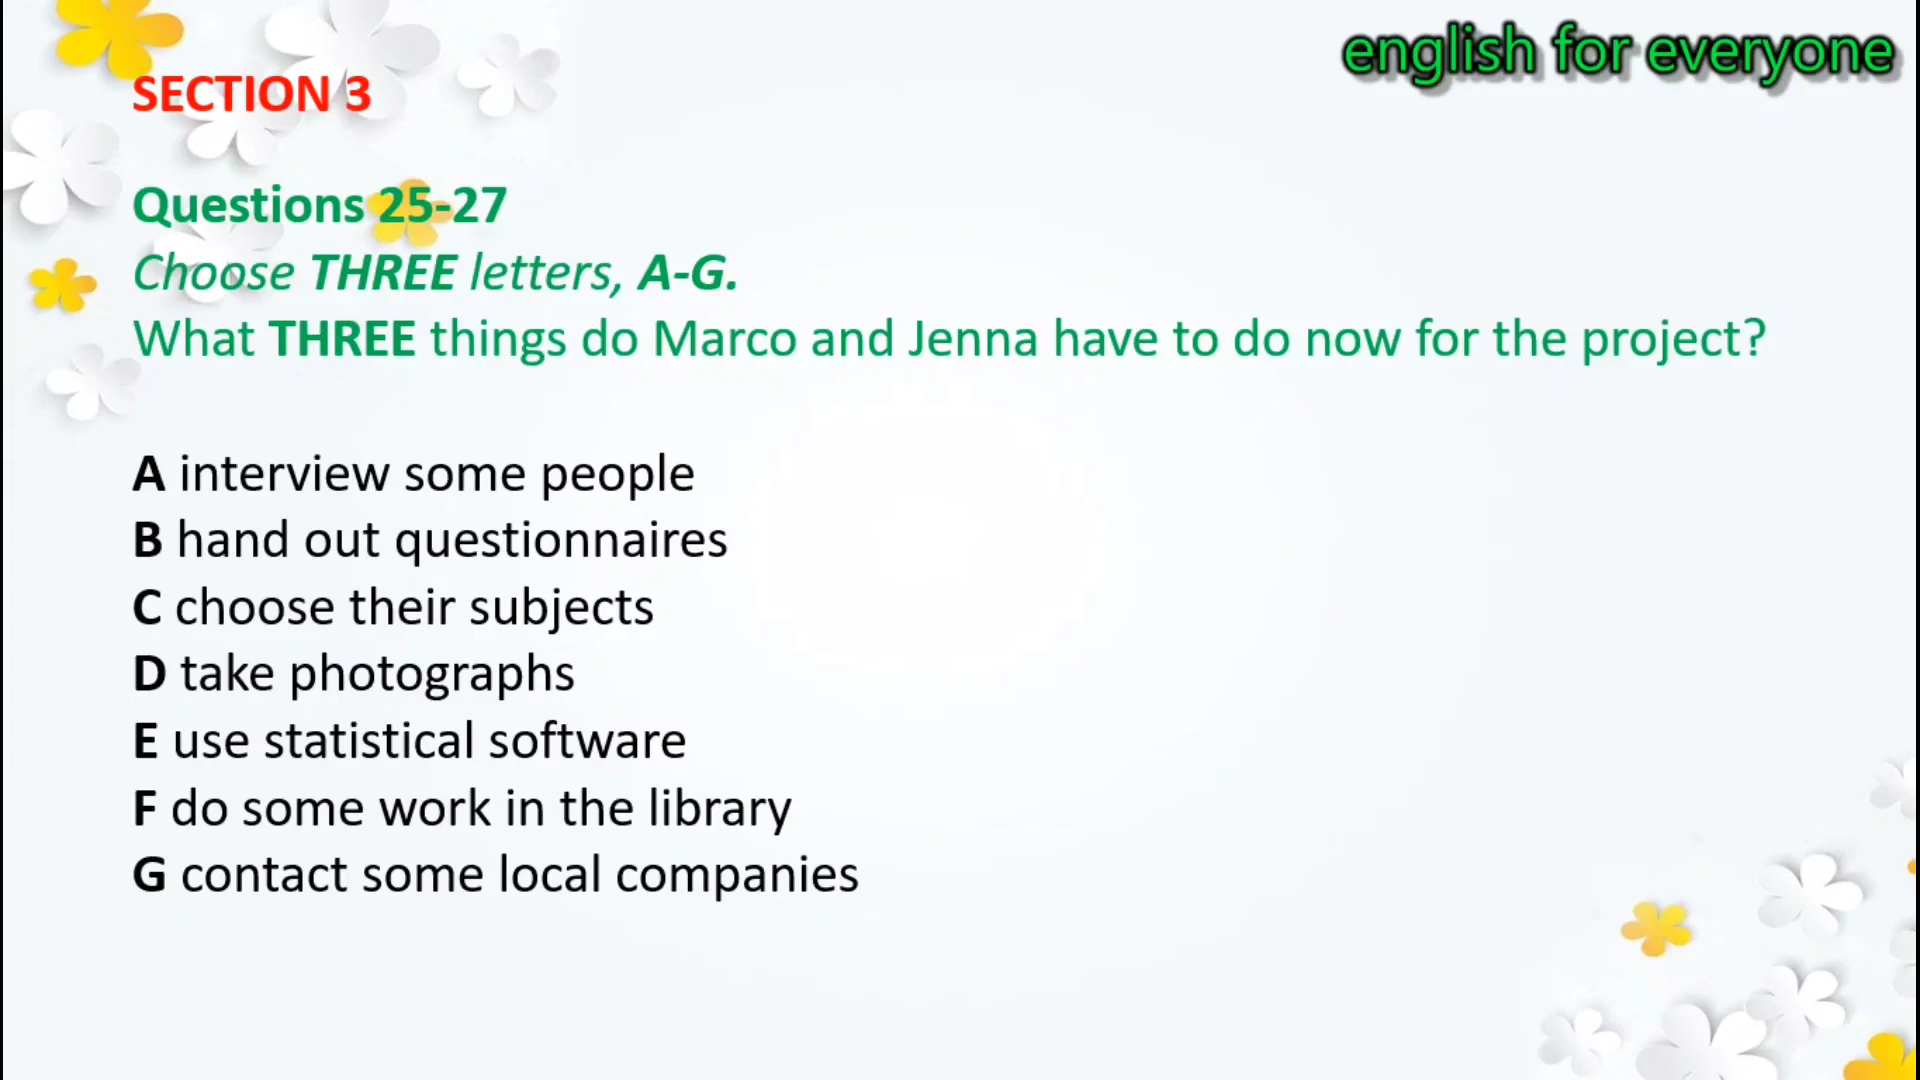 english for everyone
SECTION 3
Questions 25-27
Choose THREE letters, A-G.
What THREE things do Marco and Jenna have to do now for the project?
A interview some people
B hand out questionnaires
C choose their subjects
D take photographs
E use statistical software
F do some work in the library
G contact some local companies